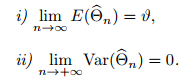 i) lim_{n→∞} E(Θ̂_n) = ϑ,
ii) lim_{n→+∞} Var(Θ̂_n) = 0.